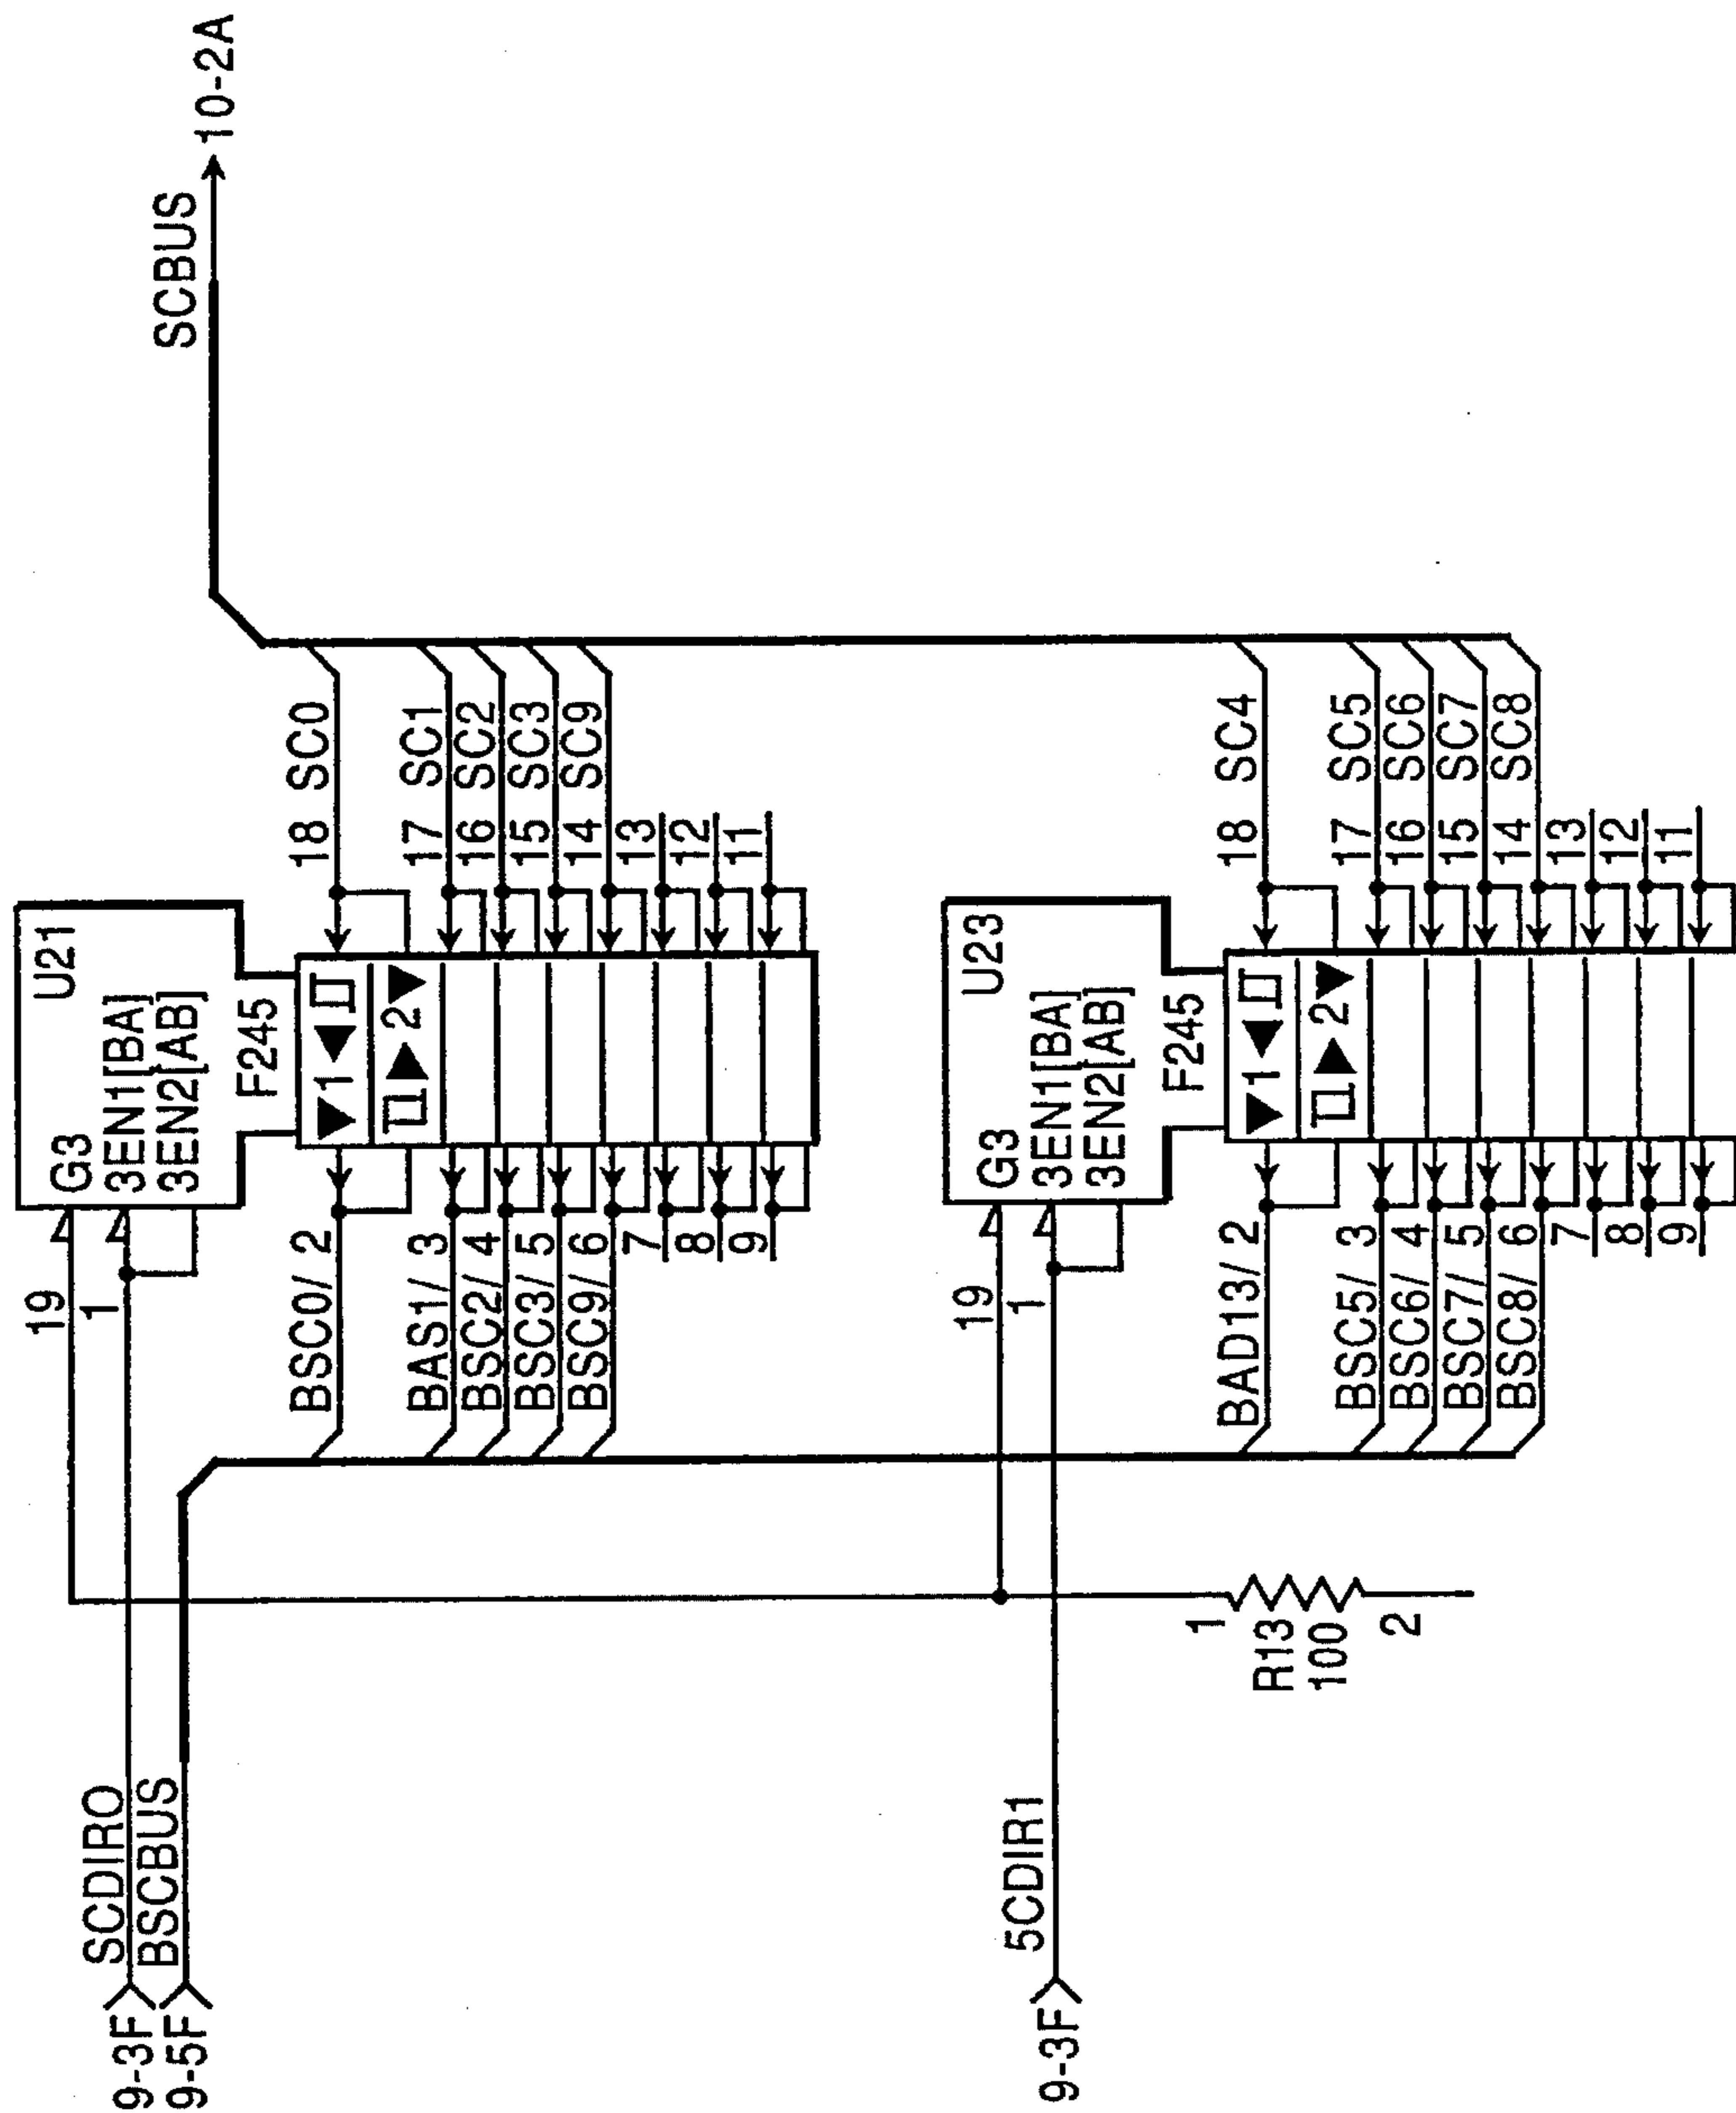 SCBUS
10-2A
U21
G3
3EN1[BA]
3EN2[AB]
F245
1
2
19
1
9-3F
SCDIRO
9-5F
BSCBUS
BSC0/ 2
18 SC0
BAS1/ 3
17 SC1
BSC2/ 4
16 SC2
BSC3/ 5
15 SC3
BSC9/ 6
14 SC9
7
13
8
12
9
11
U23
G3
3EN1[BA]
3EN2[AB]
F245
1
2
19
1
9-3F
5CDIR1
BAD13/ 2
18 SC4
BSC5/ 3
17 SC5
BSC6/ 4
16 SC6
BSC7/ 5
15 SC7
BSC8/ 6
14 SC8
7
13
8
12
9
11
1
R13
100
2